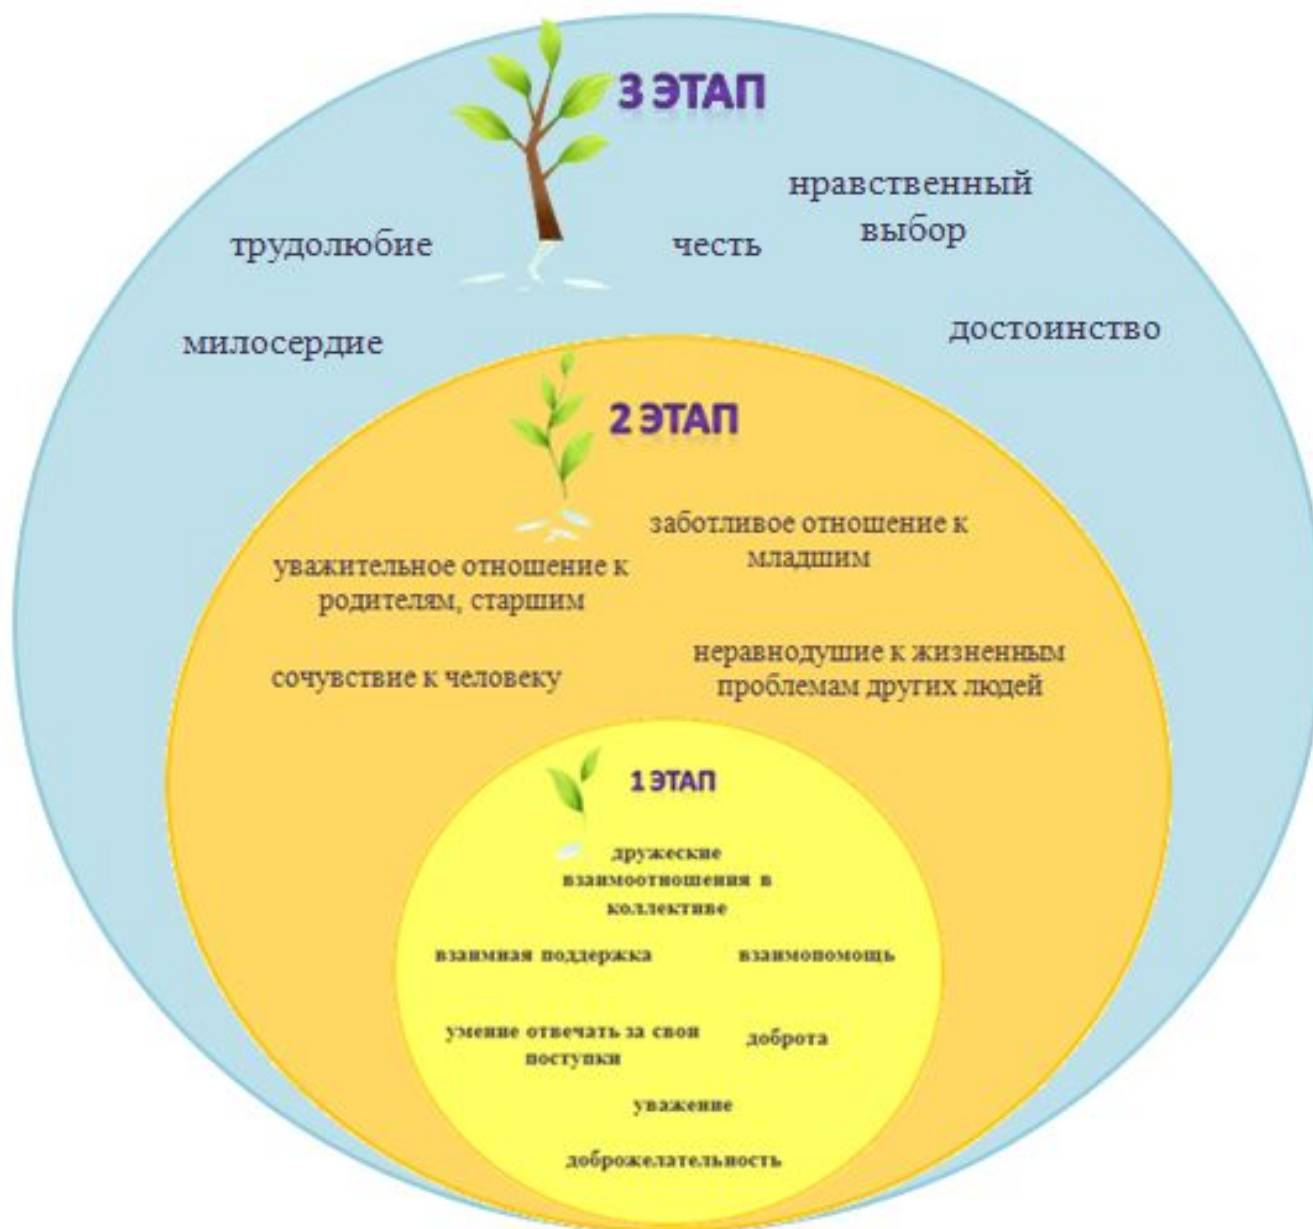 3 ЭТАП
нравственный
выбор
трудолюбие
честь
милосердие
достоинство
2 ЭТАП
заботливое отношение к
младшим
уважительное отношение к
родителям, старшим
сочувствие к человеку
неравнодушие к жизненным
проблемам других людей
1 ЭТАП
дружеские
взаимоотношения в
коллективе
взаимная поддержка
взаимопомощь
умение отвечать за свои
поступки
доброта
уважение
доброжелательность